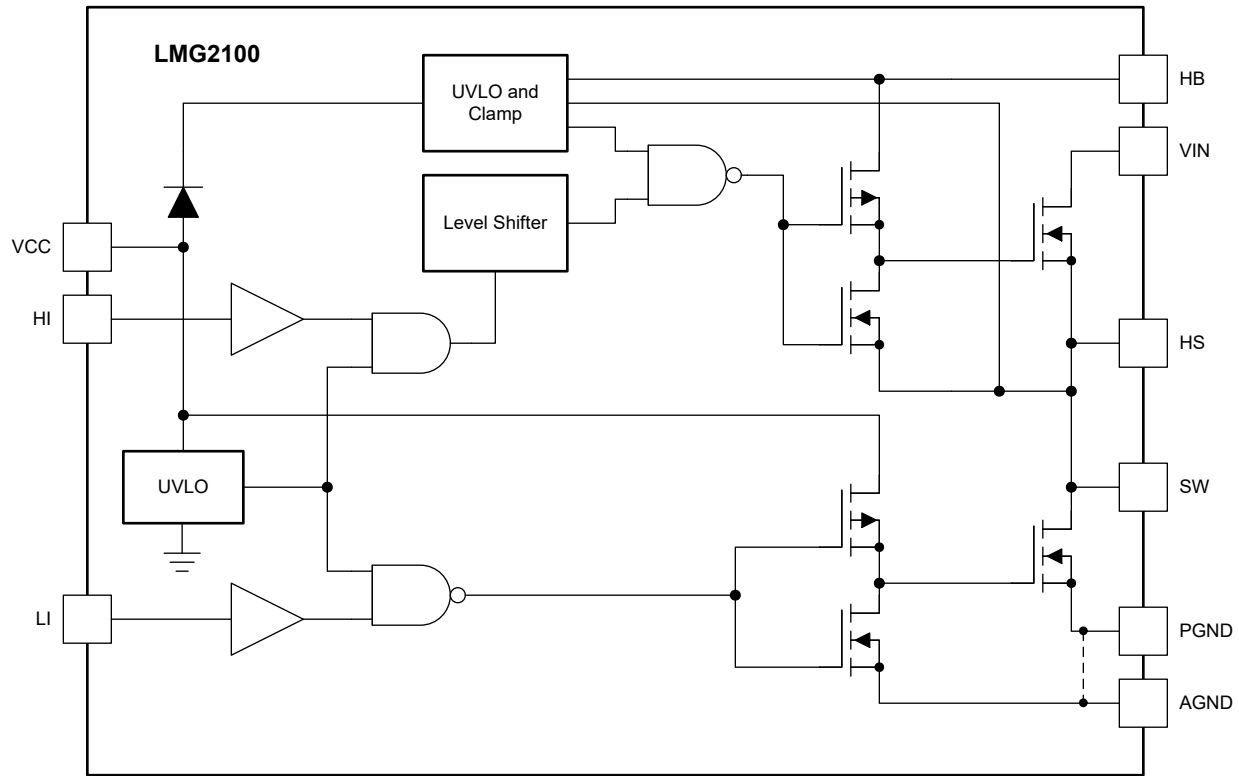 LMG2100
UVLO and
Clamp
HB
VIN
Level Shifter
VCC
HI
HS
UVLO
SW
LI
PGND
AGND